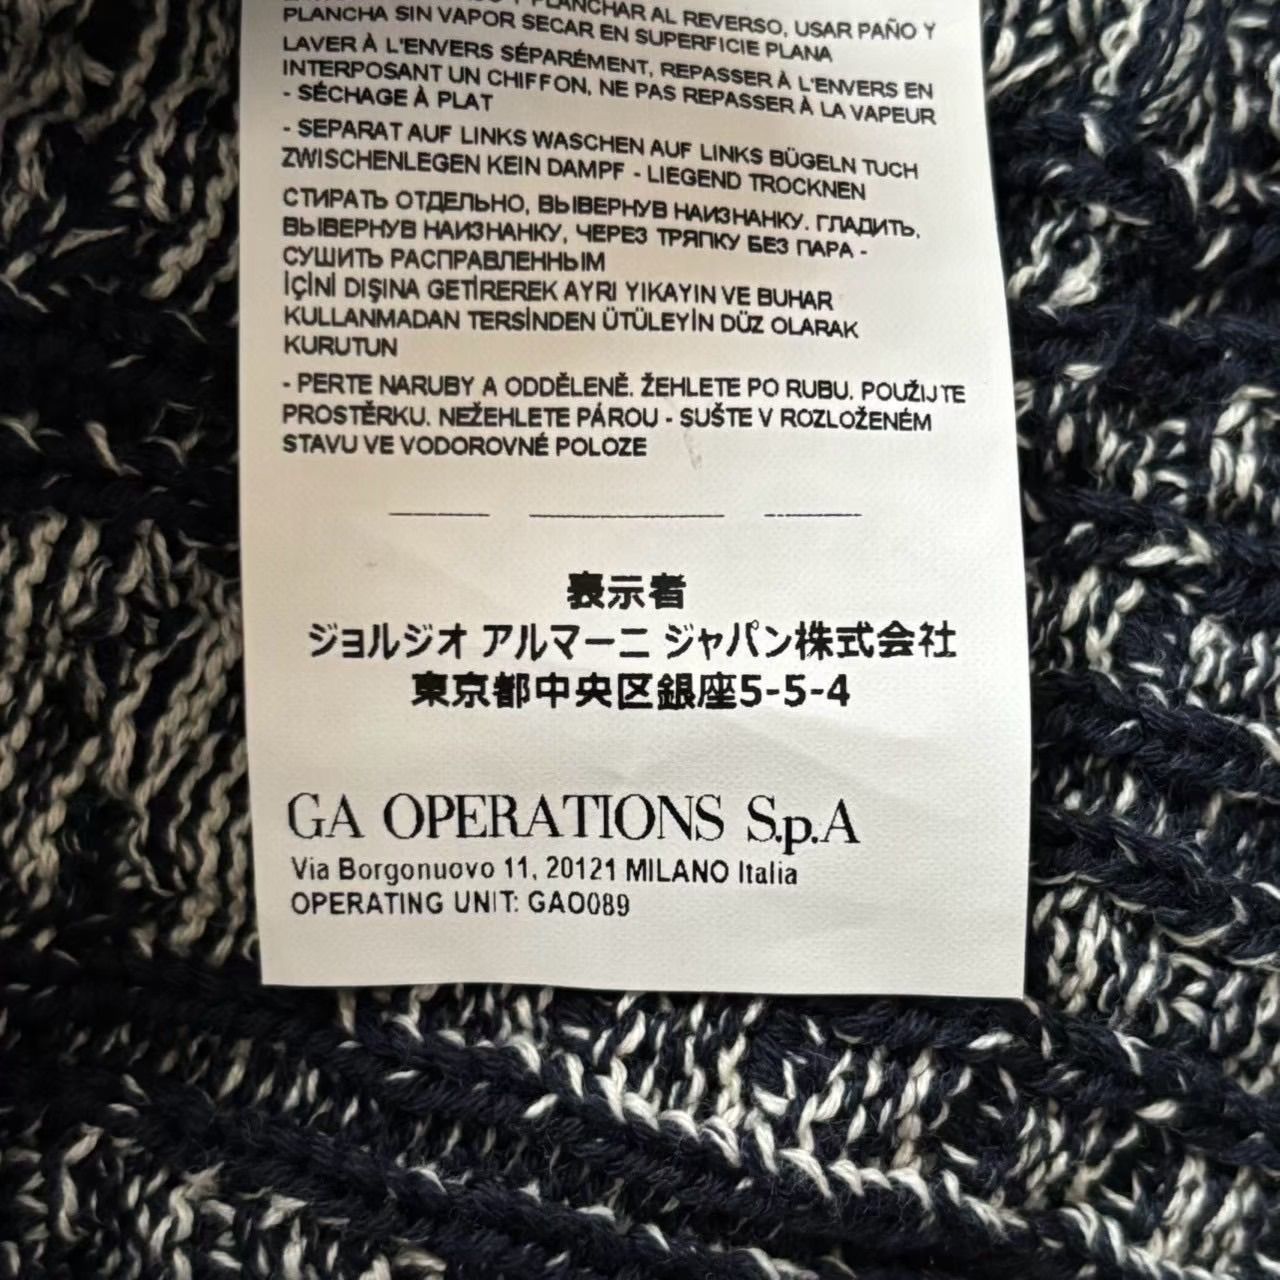 PLANCHAR AL REVERSO, USAR PAÑO Y
PLANCHA SIN VAPOR SECAR EN SUPERFICIE PLANA
LAVER À L'ENVERS SÉPARÉMENT, REPASSER À L'ENVERS EN
INTERPOSANT UN CHIFFON, NE PAS REPASSER À LA VAPEUR
- SÉCHAGE À PLAT
- SEPARAT AUF LINKS WASCHEN AUF LINKS BÜGELN TUCH
ZWISCHENLEGEN KEIN DAMPF - LIEGEND TROCKNEN
СТИРАТЬ ОТДЕЛЬНО, ВЫВЕРНУВ НАИЗНАНКУ. ГЛАДИТЬ,
ВЫВЕРНУВ НАИЗНАНКУ, ЧЕРЕЗ ТРЯПКУ БЕЗ ПАРА -
СУШИТЬ РАСПРАВЛЕННЫМ
İÇİNİ DIŞINA GETİREREK AYRI YIKAYIN VE BUHAR
KULLANMADAN TERSİNDEN ÜTÜLEYİN DÜZ OLARAK
KURUTUN
- PERTE NARUBY A ODDĚLENĚ. ŽEHLETE PO RUBU. POUŽIJTE
PROSTĚRKU. NEŽEHLETE PÁROU - SUŠTE V ROZLOŽENÉM
STAVU VE VODOROVNÉ POLOZE
表示者
ジョルジオ アルマーニ ジャパン株式会社
東京都中央区銀座5-5-4
GA OPERATIONS S.p.A
Via Borgonuovo 11, 20121 MILANO Italia
OPERATING UNIT: GAO089